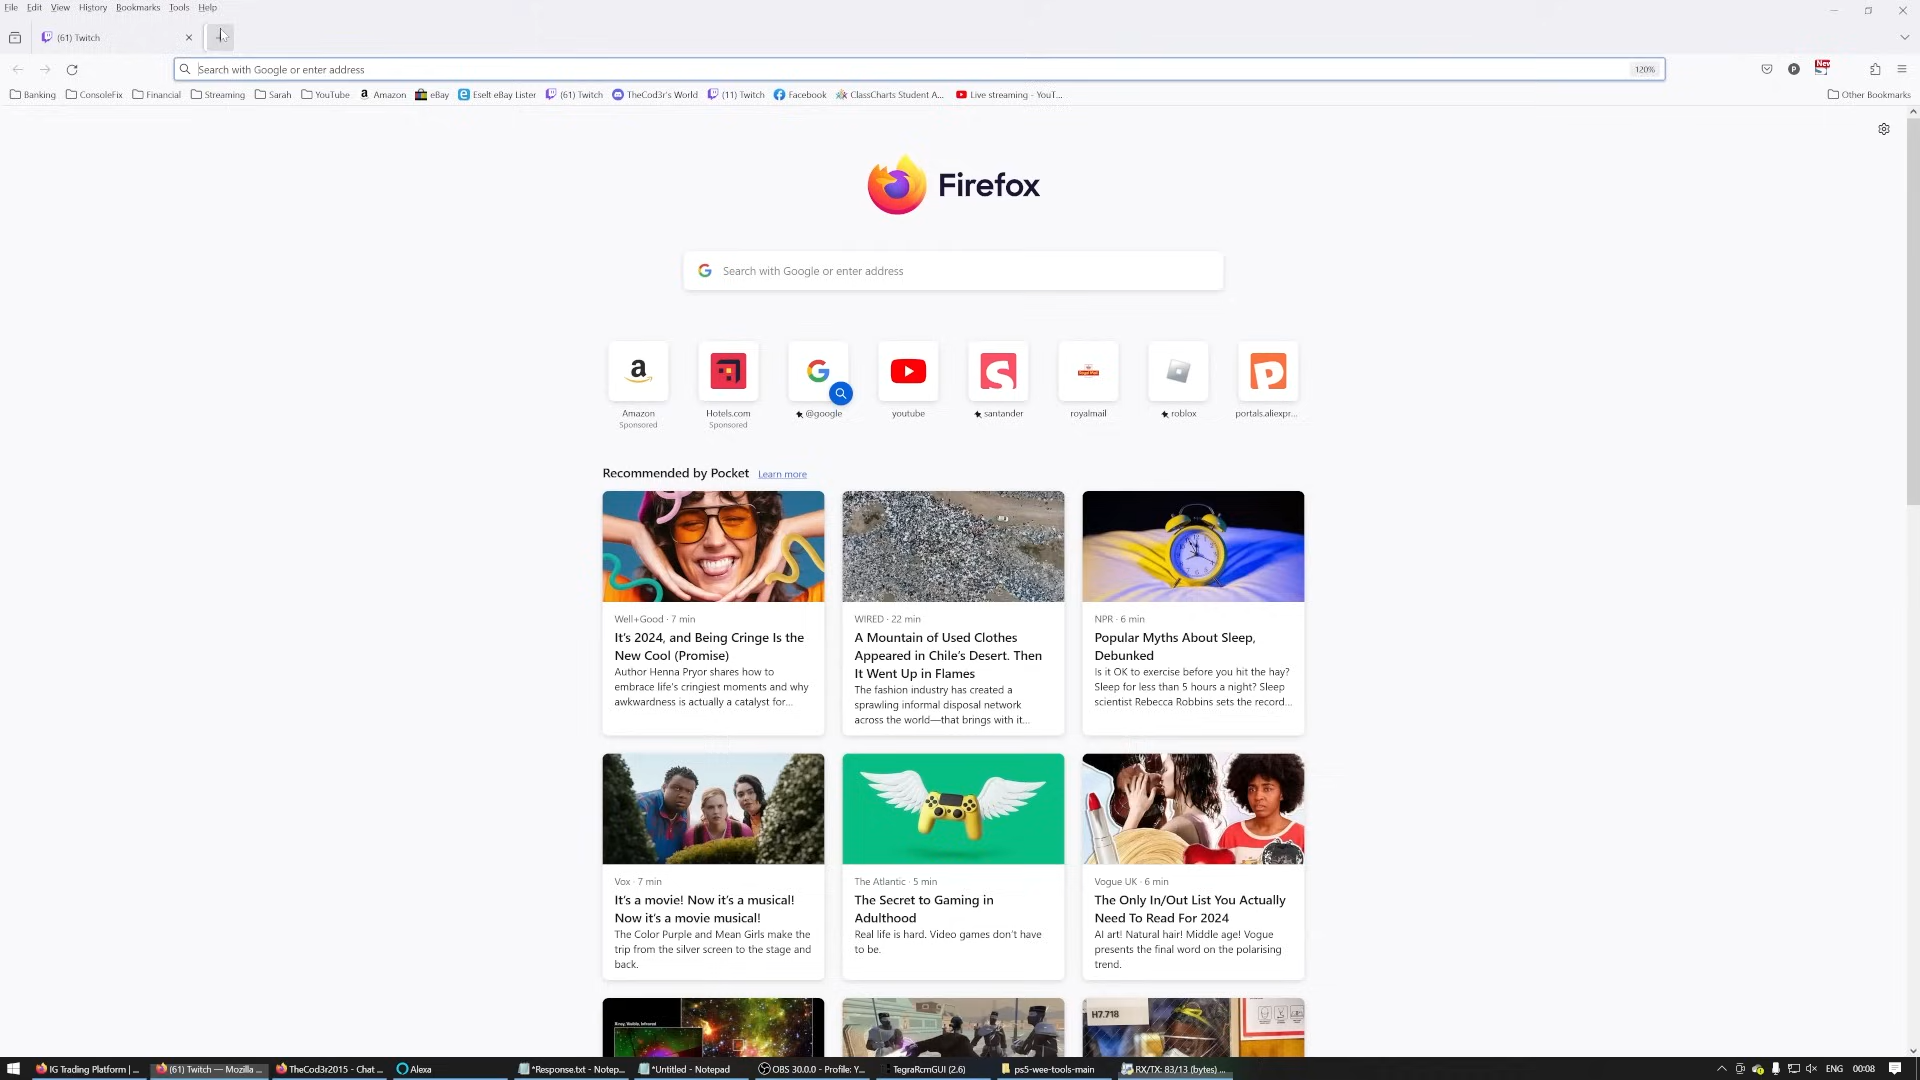 File Edit View History Bookmarks Tools Help
(61) Twitch
Search with Google or enter address
120%
New
Banking ConsoleFix Financial Streaming Sarah YouTube Amazon eBay Eselt eBay Lister (61) Twitch TheCod3r's World (11) Twitch Facebook ClassCharts Student A... Live streaming - YouT... Other Bookmarks
Firefox
Search with Google or enter address
Amazon
Sponsored
Hotels.com
Sponsored
@google
youtube
santander
royalmail
roblox
portals.aliexpr...
Recommended by Pocket Learn more
Well+Good · 7 min
It's 2024, and Being Cringe Is the
New Cool (Promise)
Author Henna Pryor shares how to
embrace life's cringiest moments and why
awkwardness is actually a catalyst for...
WIRED · 22 min
A Mountain of Used Clothes
Appeared in Chile's Desert. Then
It Went Up in Flames
The fashion industry has created a
sprawling informal disposal network
across the world—that brings with it...
NPR · 6 min
Popular Myths About Sleep,
Debunked
Is it OK to exercise before you hit the hay?
Sleep for less than 5 hours a night? Sleep
scientist Rebecca Robbins sets the record...
Vox · 7 min
It's a movie! Now it's a musical!
Now it's a movie musical!
The Color Purple and Mean Girls make the
trip from the silver screen to the stage and
back.
The Atlantic · 5 min
The Secret to Gaming in
Adulthood
Real life is hard. Video games don't have
to be.
Vogue UK · 6 min
The Only In/Out List You Actually
Need To Read For 2024
AI art! Natural hair! Middle age! Vogue
presents the final word on the polarising
trend.
H7.718
IG Trading Platform | ... (61) Twitch — Mozilla ... TheCod3r2015 - Chat ... Alexa *Response.txt - Notep... *Untitled - Notepad OBS 30.0.0 - Profile: Y... TegraRcmGUI (2.6) ps5-wee-tools-main RX/TX: 83/13 (bytes) ... ENG 00:08